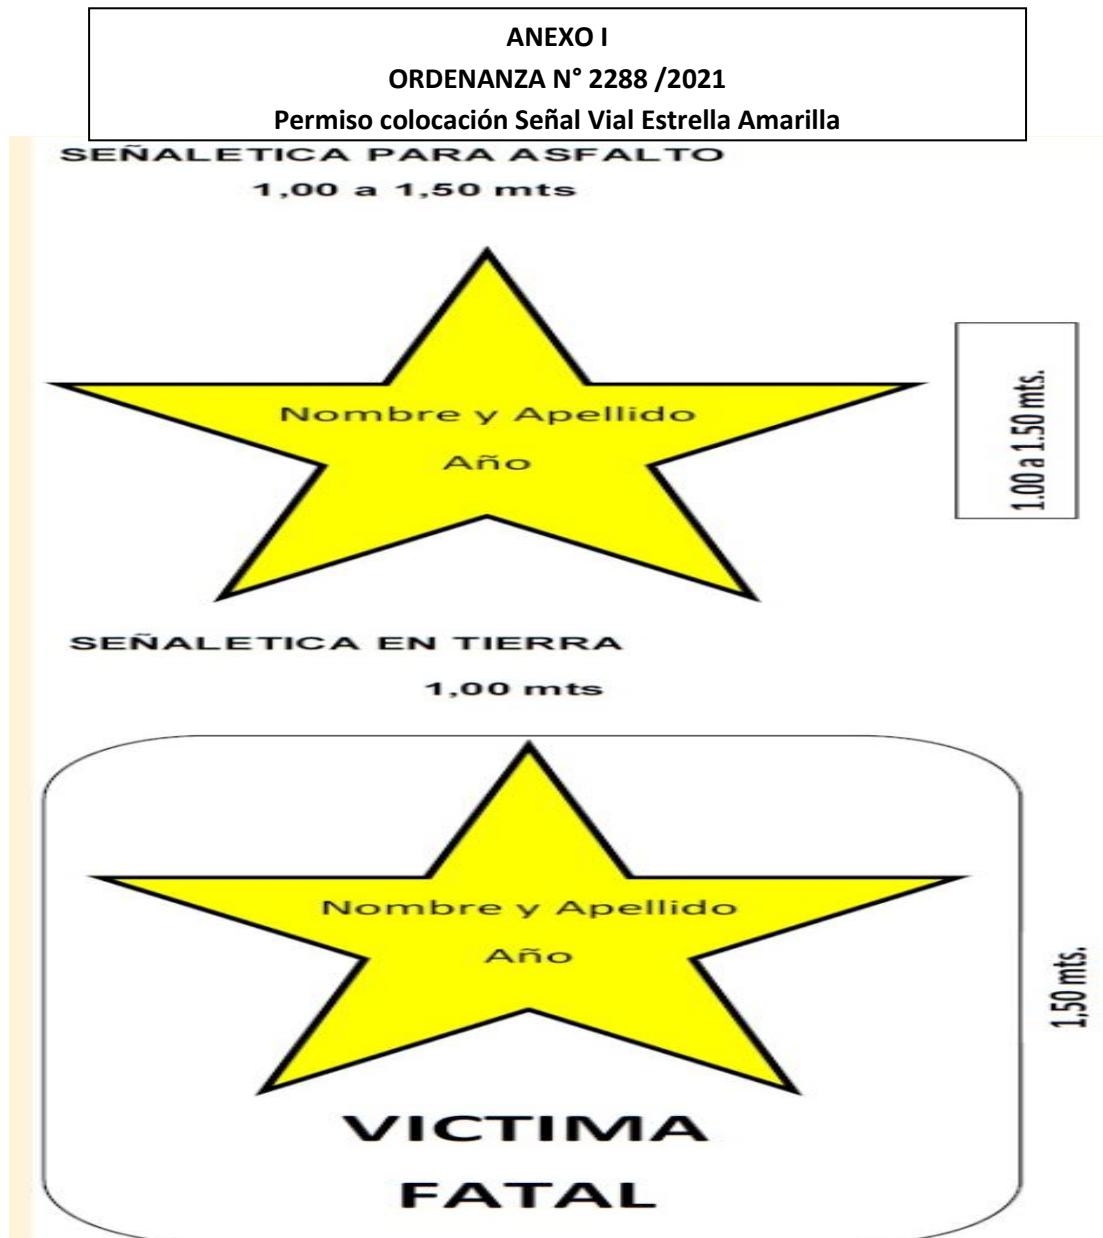 ANEXO I
ORDENANZA N° 2288 /2021
Permiso colocación Señal Vial Estrella Amarilla
SEÑALETICA PARA ASFALTO
1,00 a 1,50 mts
Nombre y Apellido
Año
1.00 a 1.50 mts.
SEÑALETICA EN TIERRA
1,00 mts
Nombre y Apellido
Año
1,50 mts.
VICTIMA
FATAL